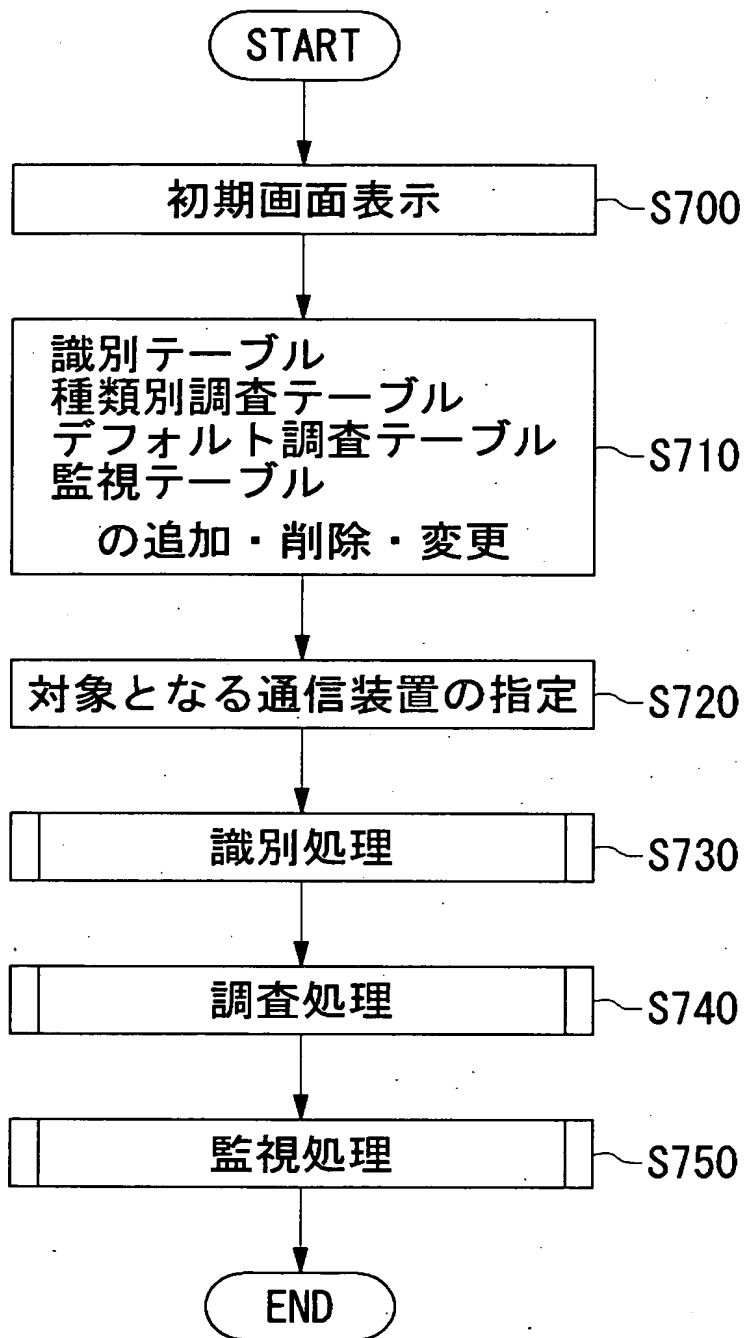 START
初期画面表示
S700
識別テーブル
種類別調査テーブル
デフォルト調査テーブル
監視テーブル
の追加・削除・変更
S710
対象となる通信装置の指定
S720
識別処理
S730
調査処理
S740
監視処理
S750
END